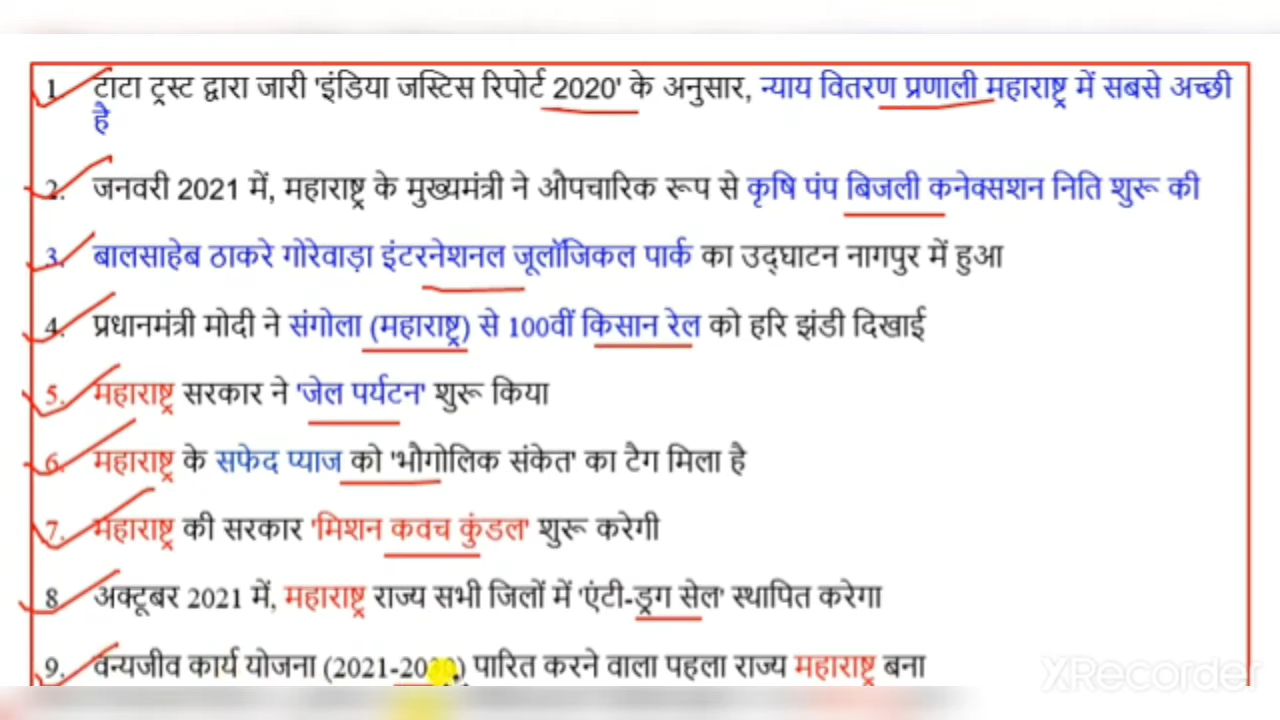 1. टाटा ट्रस्ट द्वारा जारी 'इंडिया जस्टिस रिपोर्ट 2020' के अनुसार, न्याय वितरण प्रणाली महाराष्ट्र में सबसे अच्छी
है
2. जनवरी 2021 में, महाराष्ट्र के मुख्यमंत्री ने औपचारिक रूप से कृषि पंप बिजली कनेक्सशन निति शुरू की
3. बालसाहेब ठाकरे गोरेवाड़ा इंटरनेशनल जूलॉजिकल पार्क का उद्घाटन नागपुर में हुआ
4. प्रधानमंत्री मोदी ने संगोला (महाराष्ट्र) से 100वीं किसान रेल को हरि झंडी दिखाई
5. महाराष्ट्र सरकार ने 'जेल पर्यटन' शुरू किया
6. महाराष्ट्र के सफेद प्याज को 'भौगोलिक संकेत' का टैग मिला है
7. महाराष्ट्र की सरकार 'मिशन कवच कुंडल' शुरू करेगी
8 अक्टूबर 2021 में, महाराष्ट्र राज्य सभी जिलों में 'एंटी-ड्रग सेल' स्थापित करेगा
9. वन्यजीव कार्य योजना (2021-2030) पारित करने वाला पहला राज्य महाराष्ट्र बना
XRecorder